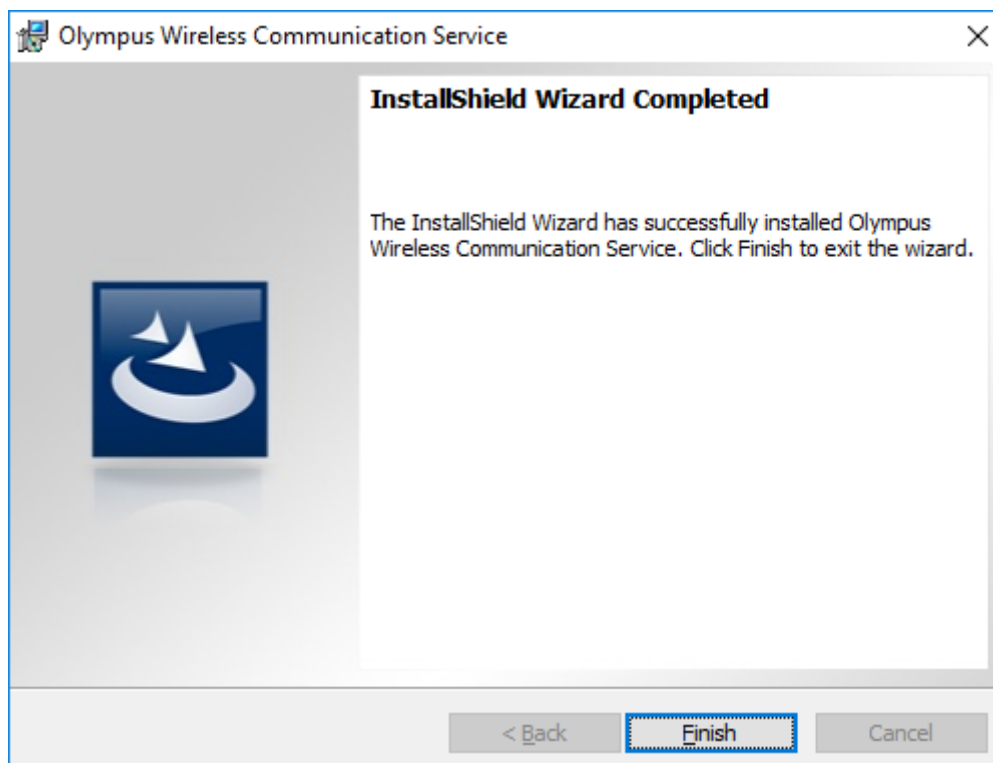 Olympus Wireless Communication Service
InstallShield Wizard Completed
The InstallShield Wizard has successfully installed Olympus
Wireless Communication Service. Click Finish to exit the wizard.
< Back
Finish
Cancel